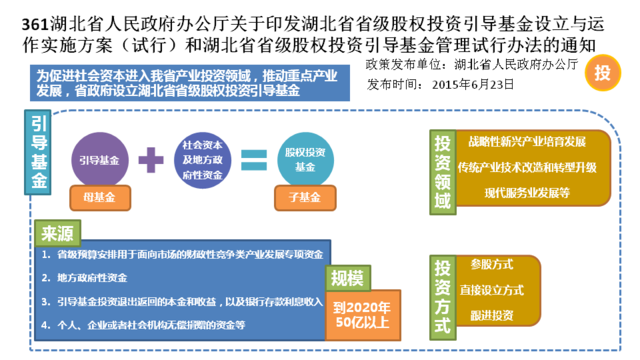 361湖北省人民政府办公厅关于印发湖北省省级股权投资引导基金设立与运
作实施方案（试行）和湖北省省级股权投资引导基金管理试行办法的通知
为促进社会资本进入我省产业投资领域，推动重点产业
发展，省政府设立湖北省省级股权投资引导基金
政策发布单位：湖北省人民政府办公厅
发布时间： 2015年6月23日
投
引导基金
引导基金
母基金
社会资本
及地方政
府性资金
股权投资
基金
子基金
投资领域
战略性新兴产业培育发展
传统产业技术改造和转型升级
现代服务业发展等
来源
1. 省级预算安排用于面向市场的财政性竞争类产业发展专项资金
2. 地方政府性资金
3. 引导基金投资退出返回的本金和收益，以及银行存款利息收入
4. 个人、企业或者社会机构无偿捐赠的资金等
规模
到2020年
50亿以上
投资方式
参股方式
直接设立方式
跟进投资